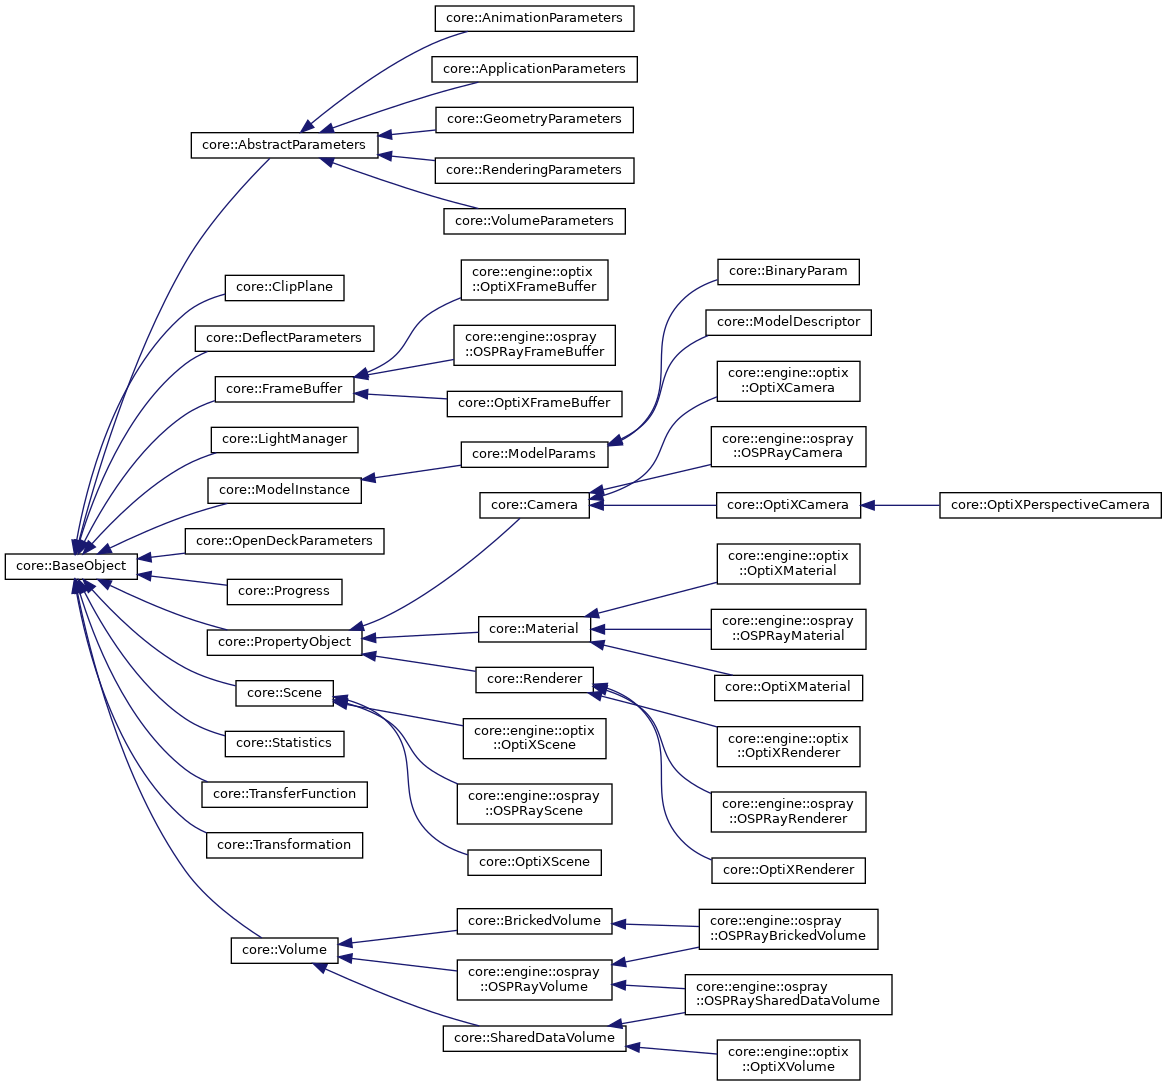 core::AnimationParameters
core::ApplicationParameters
core::GeometryParameters
core::AbstractParameters
core::RenderingParameters
core::VolumeParameters
core::ClipPlane
core::DeflectParameters
core::FrameBuffer
core::engine::optix
::OptiXFrameBuffer
core::engine::ospray
::OSPRayFrameBuffer
core::OptiXFrameBuffer
core::LightManager
core::ModelInstance
core::ModelParams
core::BinaryParam
core::ModelDescriptor
core::engine::optix
::OptiXCamera
core::engine::ospray
::OSPRayCamera
core::Camera
core::OptiXCamera
core::OptiXPerspectiveCamera
core::OpenDeckParameters
core::BaseObject
core::Progress
core::PropertyObject
core::engine::optix
::OptiXMaterial
core::Material
core::engine::ospray
::OSPRayMaterial
core::OptiXMaterial
core::Renderer
core::engine::optix
::OptiXRenderer
core::engine::ospray
::OSPRayRenderer
core::OptiXRenderer
core::Scene
core::engine::optix
::OptiXScene
core::engine::ospray
::OSPRayScene
core::OptiXScene
core::Statistics
core::TransferFunction
core::Transformation
core::Volume
core::BrickedVolume
core::engine::ospray
::OSPRayVolume
core::SharedDataVolume
core::engine::ospray
::OSPRayBrickedVolume
core::engine::ospray
::OSPRaySharedDataVolume
core::engine::optix
::OptiXVolume